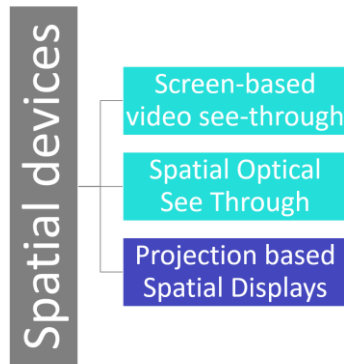 Spatial devices
Screen-based
video see-through
Spatial Optical
See Through
Projection based
Spatial Displays